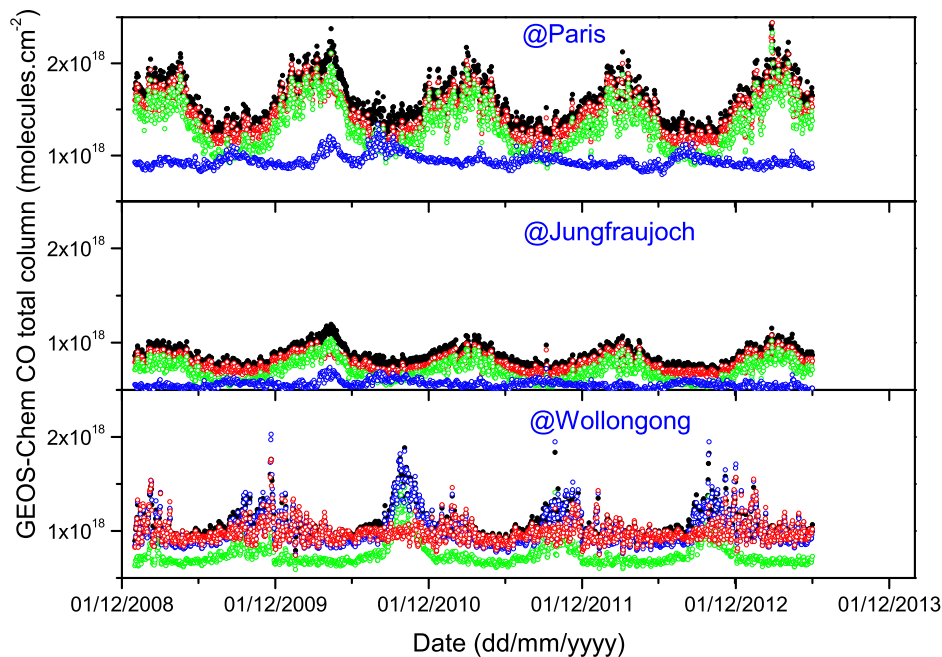 GEOS-Chem CO total column (molecules.cm-2)
@Paris
2x10^18
1x10^18
@Jungfraujoch
2x10^18
1x10^18
@Wollongong
2x10^18
1x10^18
01/12/2008 01/12/2009 01/12/2010 01/12/2011 01/12/2012 01/12/2013
Date (dd/mm/yyyy)